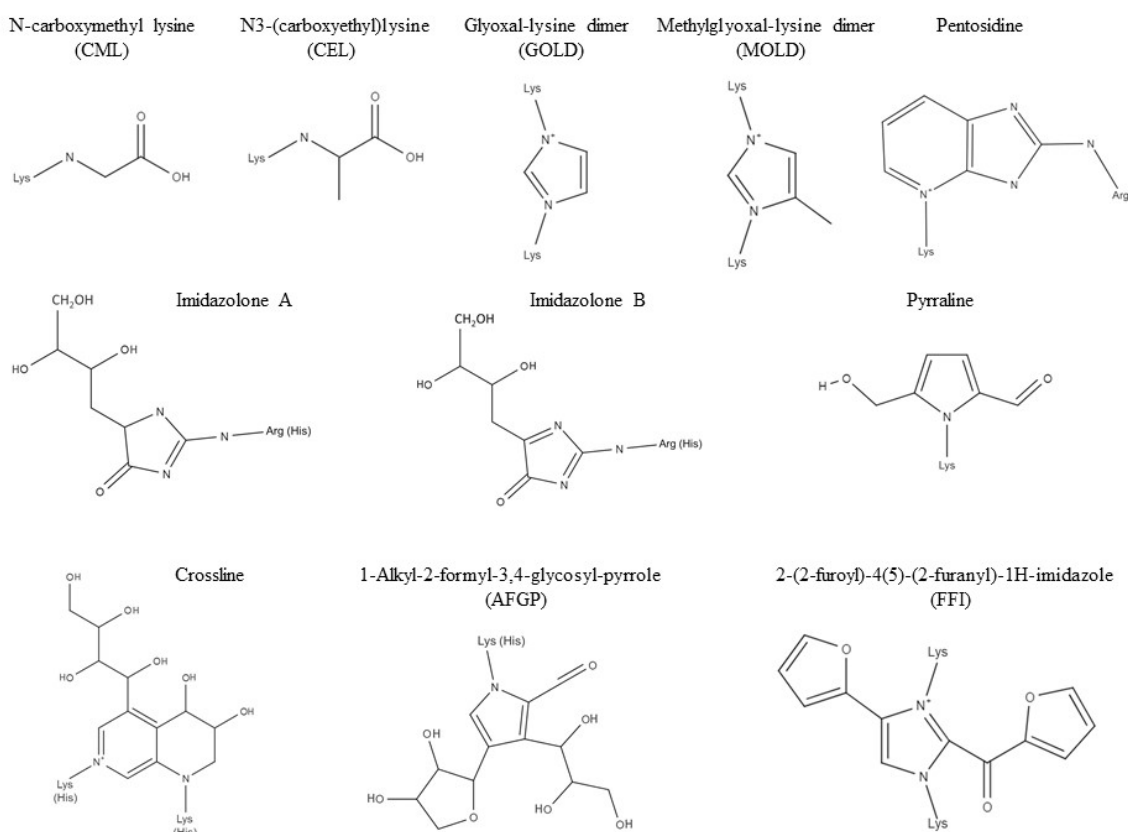 N-carboxymethyl lysine
(CML)
N3-(carboxyethyl)lysine
(CEL)
Glyoxal-lysine dimer
(GOLD)
Methylglyoxal-lysine dimer
(MOLD)
Pentosidine
O
N
Lys
OH
O
N
Lys
OH
Lys
N+
N
Lys
Lys
N+
N
Lys
N
N
N+
N
Arg
Lys
Imidazolone A
CH2OH
HO
OH
N
N
Arg (His)
N
O
Imidazolone B
CH2OH
HO
OH
N
N
Arg (His)
N
O
Pyrraline
H
O
N
O
Lys
Crossline
OH
OH
HO
HO
OH
OH
OH
N+
N
Lys
(His)
Lys
(His)
1-Alkyl-2-formyl-3,4-glycosyl-pyrrole
(AFGP)
Lys (His)
N
O
OH
OH
HO
O
HO
OH
2-(2-furoyl)-4(5)-(2-furanyl)-1H-imidazole
(FFI)
O
Lys
N+
O
N
O
Lys